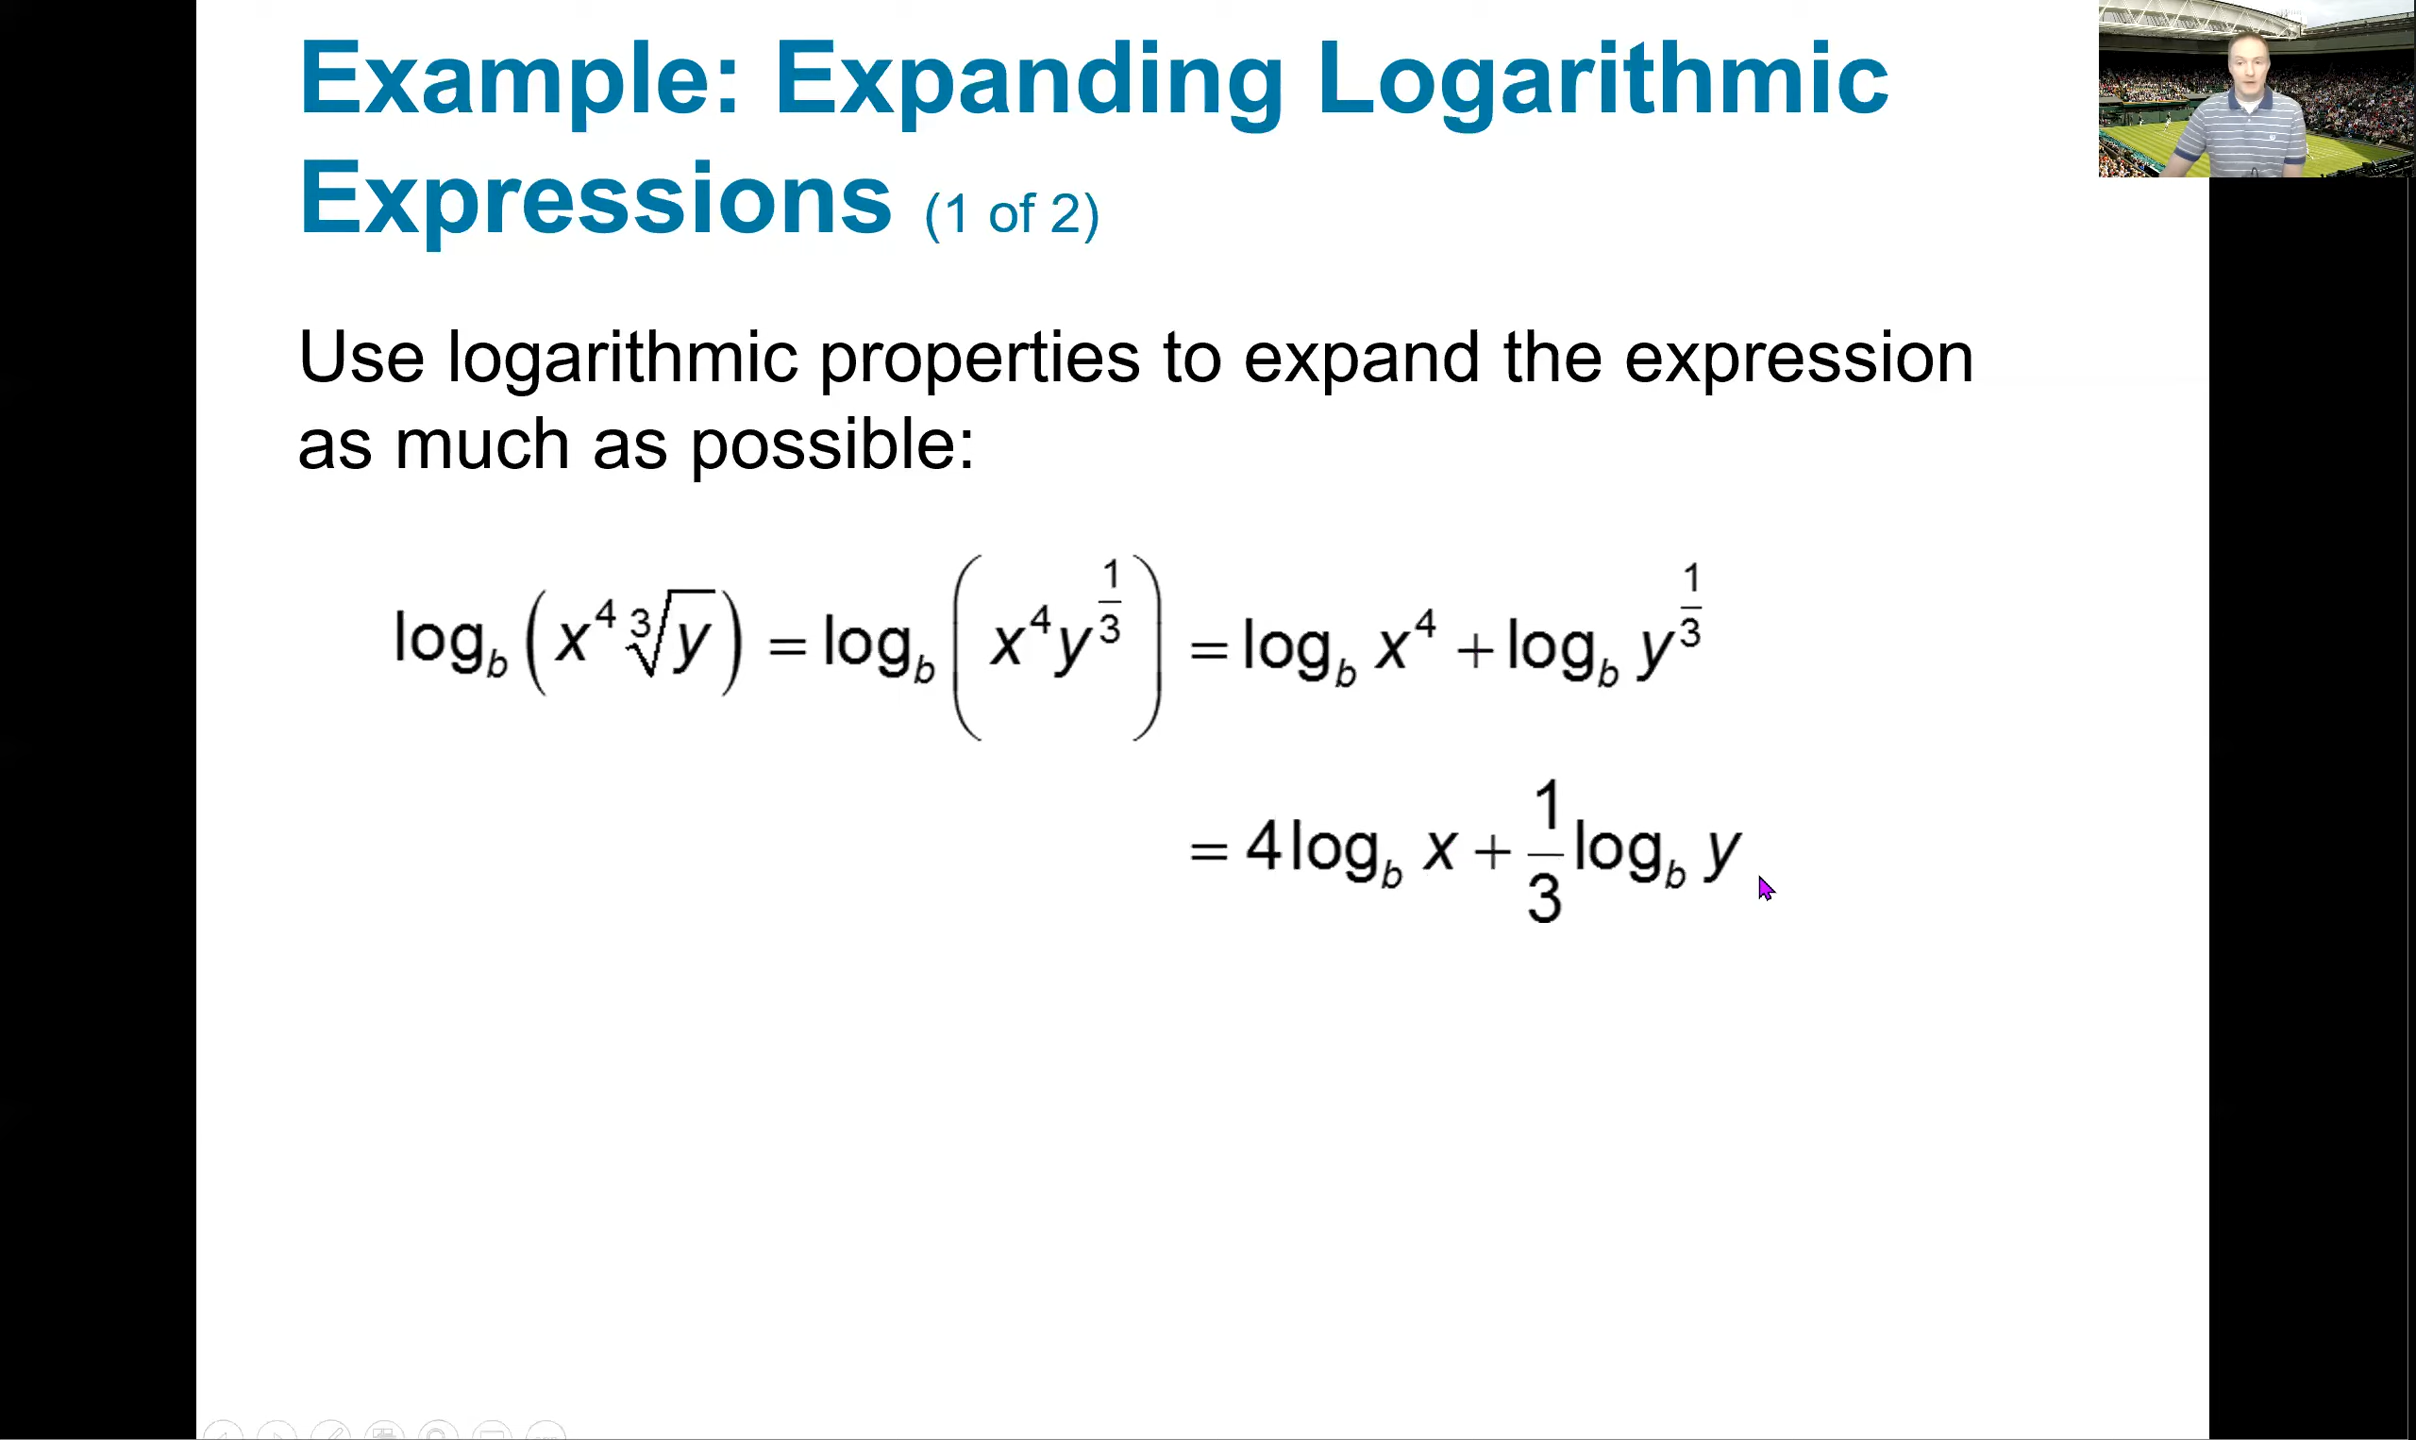 Example: Expanding Logarithmic
Expressions (1 of 2)
Use logarithmic properties to expand the expression
as much as possible:
log_b (x^4 ∛y) = log_b (x^4 y^(1/3)) = log_b x^4 + log_b y^(1/3)
= 4 log_b x + 1/3 log_b y